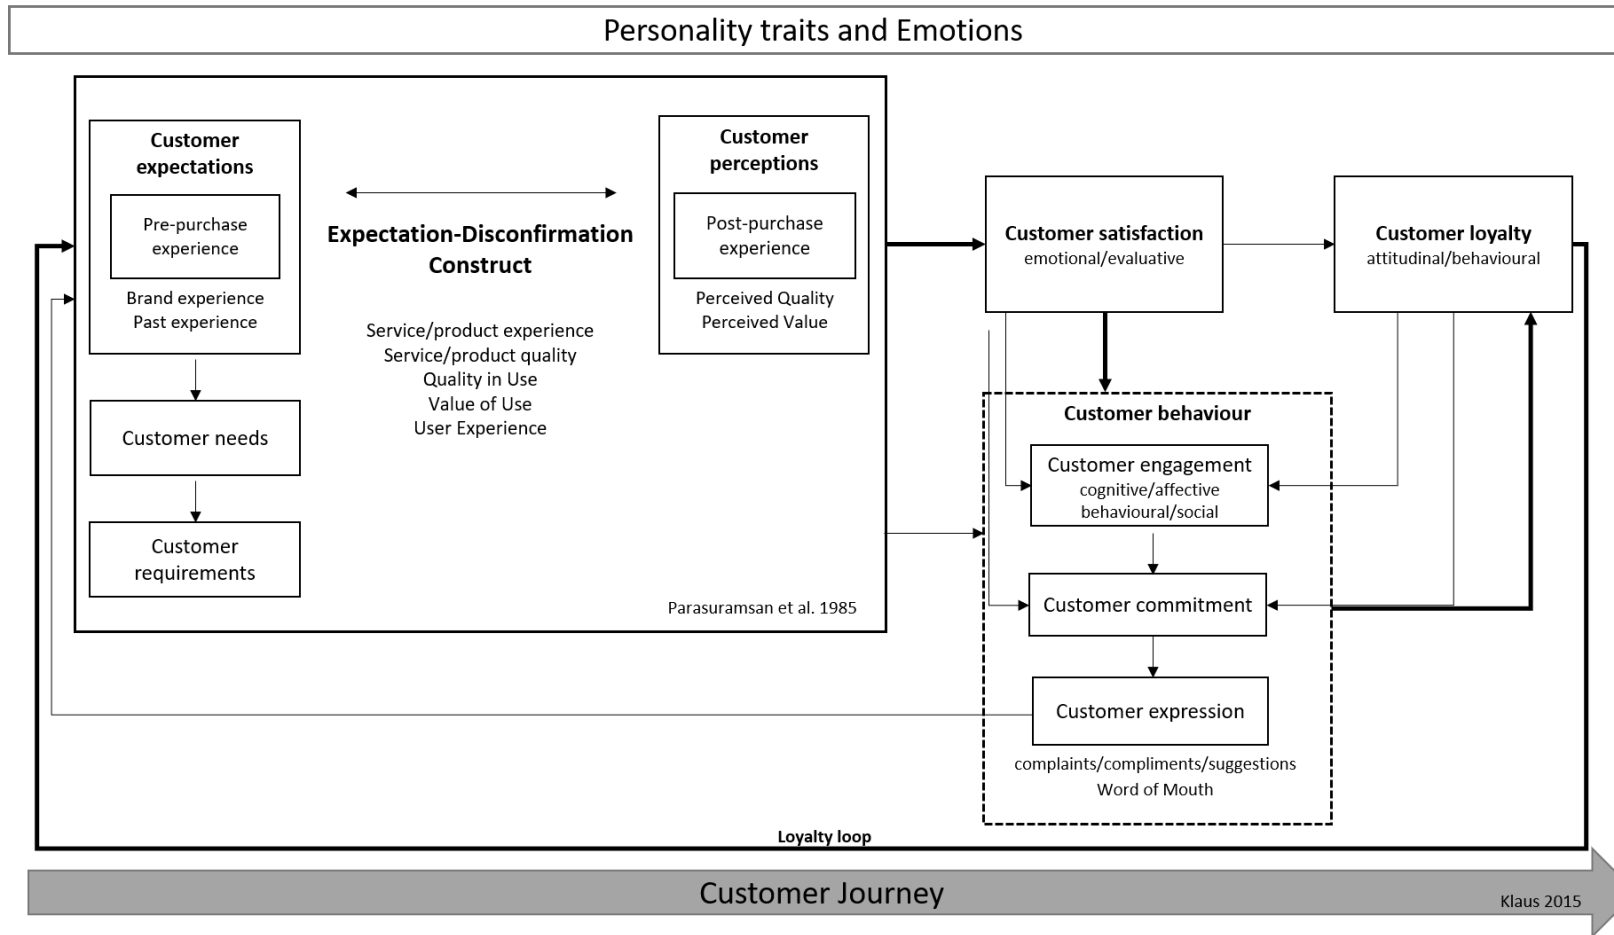 Personality traits and Emotions
Customer
expectations
Pre-purchase
experience
Brand experience
Past experience
Customer needs
Customer
requirements
Expectation-Disconfirmation
Construct
Service/product experience
Service/product quality
Quality in Use
Value of Use
User Experience
Customer
perceptions
Post-purchase
experience
Perceived Quality
Perceived Value
Parasuramsan et al. 1985
Customer satisfaction
emotional/evaluative
Customer loyalty
attitudinal/behavioural
Customer behaviour
Customer engagement
cognitive/affective
behavioural/social
Customer commitment
Customer expression
complaints/compliments/suggestions
Word of Mouth
Loyalty loop
Customer Journey
Klaus 2015